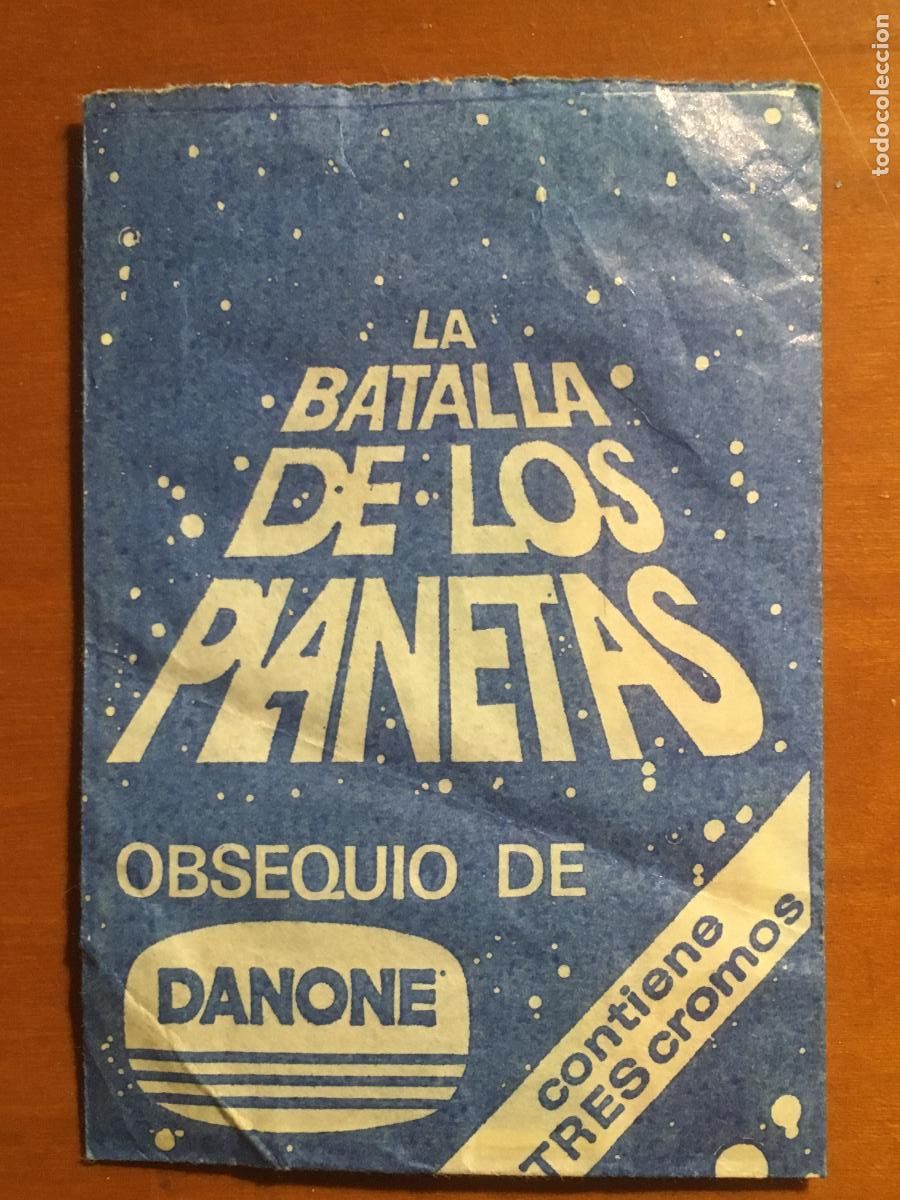 LA
BATALLA
DE LOS
PLANETAS
OBSEQUIO DE
DANONE
contiene
TRES cromos
todocoleccion